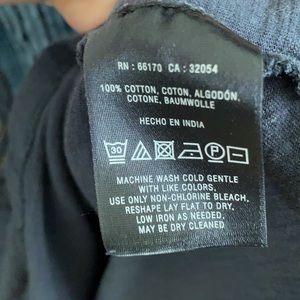 RN : 66170 CA : 32054
100% COTTON, COTON, ALGODÓN,
COTONE, BAUMWOLLE
HECHO EN INDIA
30 P
MACHINE WASH COLD GENTLE
WITH LIKE COLORS.
USE ONLY NON-CHLORINE BLEACH.
RESHAPE LAY FLAT TO DRY.
LOW IRON AS NEEDED.
MAY BE DRY CLEANED